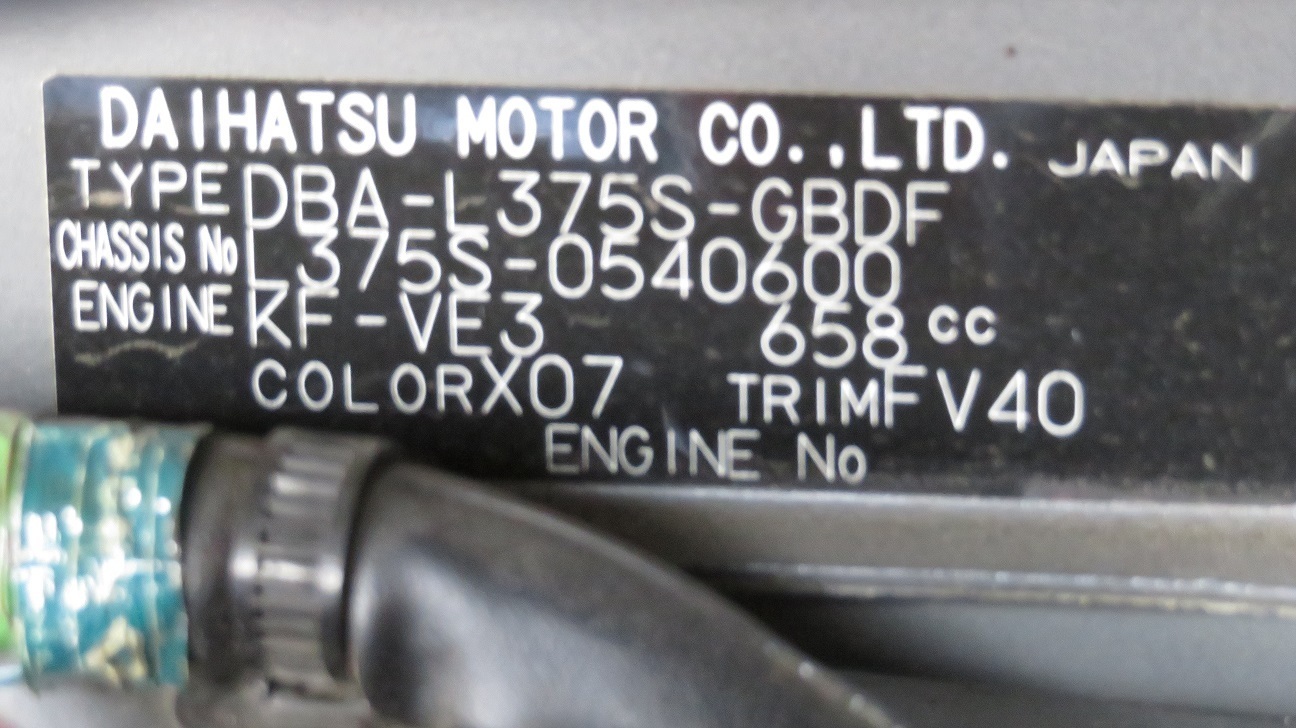 DAIHATSU MOTOR CO.,LTD. JAPAN
TYPE DBA-L375S-GBDF
CHASSIS No L375S-0540600
ENGINE KF-VE3 658 cc
COLOR X07 TRIM FV40
ENGINE No